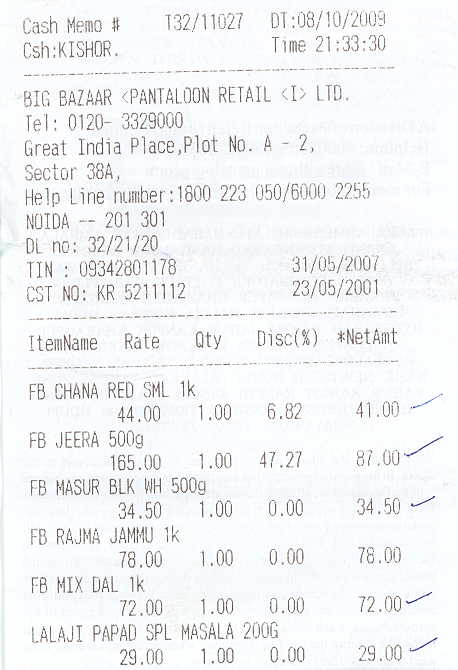 Cash Memo # T32/11027 DT:08/10/2009
Csh:KISHOR. Time 21:33:30
BIG BAZAAR <PANTALOON RETAIL <I> LTD.
Tel: 0120- 3329000
Great India Place,Plot No. A - 2,
Sector 38A,
Help Line number:1800 223 050/6000 2255
NOIDA -- 201 301
DL no: 32/21/20
TIN : 09342801178 31/05/2007
CST NO: KR 5211112 23/05/2001
ItemName Rate Qty Disc(%) *NetAmt
FB CHANA RED SML 1k
44.00 1.00 6.82 41.00
FB JEERA 500g
165.00 1.00 47.27 87.00
FB MASUR BLK WH 500g
34.50 1.00 0.00 34.50
FB RAJMA JAMMU 1k
78.00 1.00 0.00 78.00
FB MIX DAL 1k
72.00 1.00 0.00 72.00
LALAJI PAPAD SPL MASALA 200G
29.00 1.00 0.00 29.00